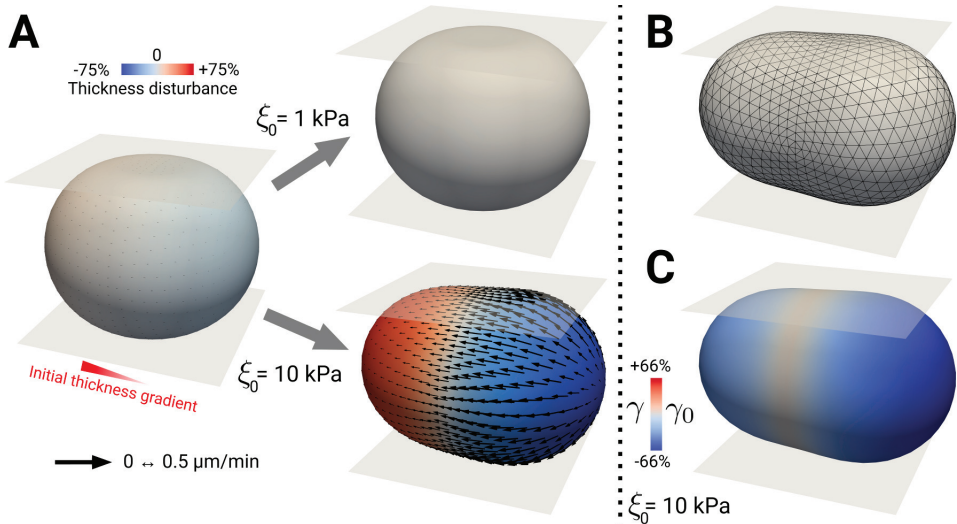 A
0
-75% +75%
Thickness disturbance
ξ₀= 1 kPa
Initial thickness gradient
ξ₀= 10 kPa
0 ↔ 0.5 µm/min
B
C
+66%
γ γ₀
-66%
ξ₀= 10 kPa